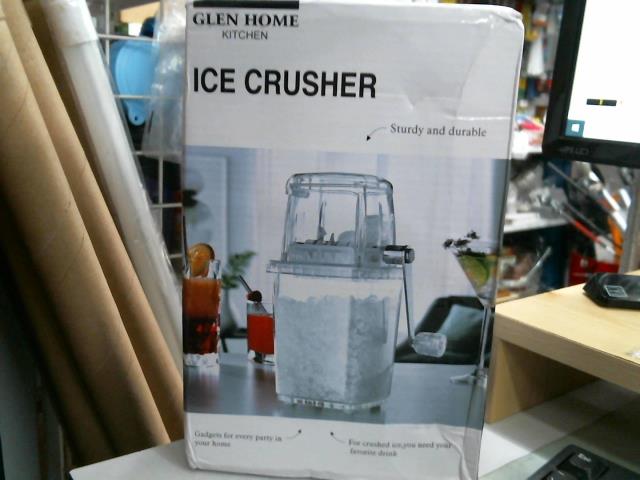 GLEN HOME
KITCHEN
ICE CRUSHER
Sturdy and durable
Gadgets for every party in
your home
For crushed ice,you need your
favorite drink